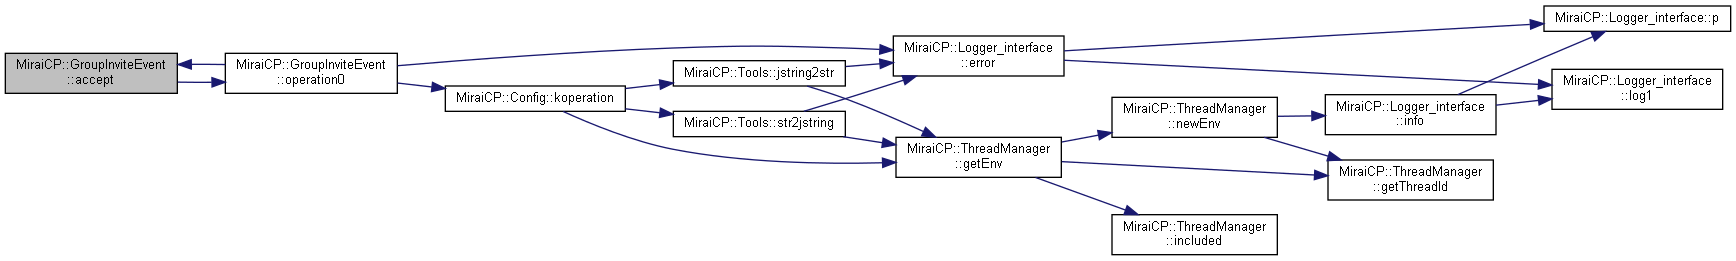 MiraiCP::GroupInviteEvent
::accept
MiraiCP::GroupInviteEvent
::operation0
MiraiCP::Config::koperation
MiraiCP::Tools::jstring2str
MiraiCP::Tools::str2jstring
MiraiCP::Logger_interface
::error
MiraiCP::ThreadManager
::getEnv
MiraiCP::ThreadManager
::newEnv
MiraiCP::ThreadManager
::included
MiraiCP::Logger_interface
::info
MiraiCP::ThreadManager
::getThreadId
MiraiCP::Logger_interface::p
MiraiCP::Logger_interface
::log1